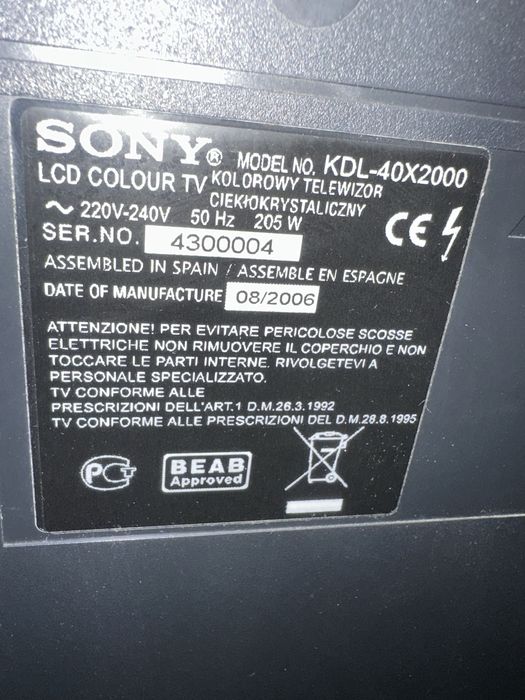 SONY® MODEL NO. KDL-40X2000
LCD COLOUR TV KOLOROWY TELEWIZOR
CIEKŁOKRYSTALICZNY
~ 220V-240V 50 Hz 205 W
CE
SER.NO. 4300004
ASSEMBLED IN SPAIN / ASSEMBLE EN ESPAGNE
DATE OF MANUFACTURE 08/2006
ATTENZIONE! PER EVITARE PERICOLOSE SCOSSE
ELETTRICHE NON RIMUOVERE IL COPERCHIO E NON
TOCCARE LE PARTI INTERNE. RIVOLGETEVI A
PERSONALE SPECIALIZZATO.
TV CONFORME ALLE
PRESCRIZIONI DELL'ART.1 D.M.26.3.1992
TV CONFORME ALLE PRESCRIZIONI DEL D.M.28.8.1995
PCT
BEAB
Approved